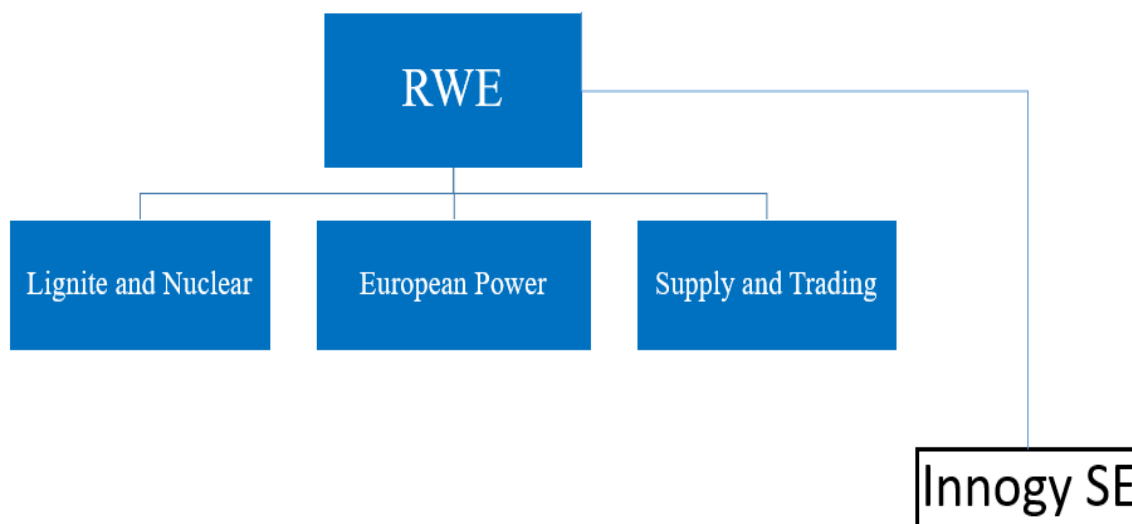 RWE
Lignite and Nuclear
European Power
Supply and Trading
Innogy SE